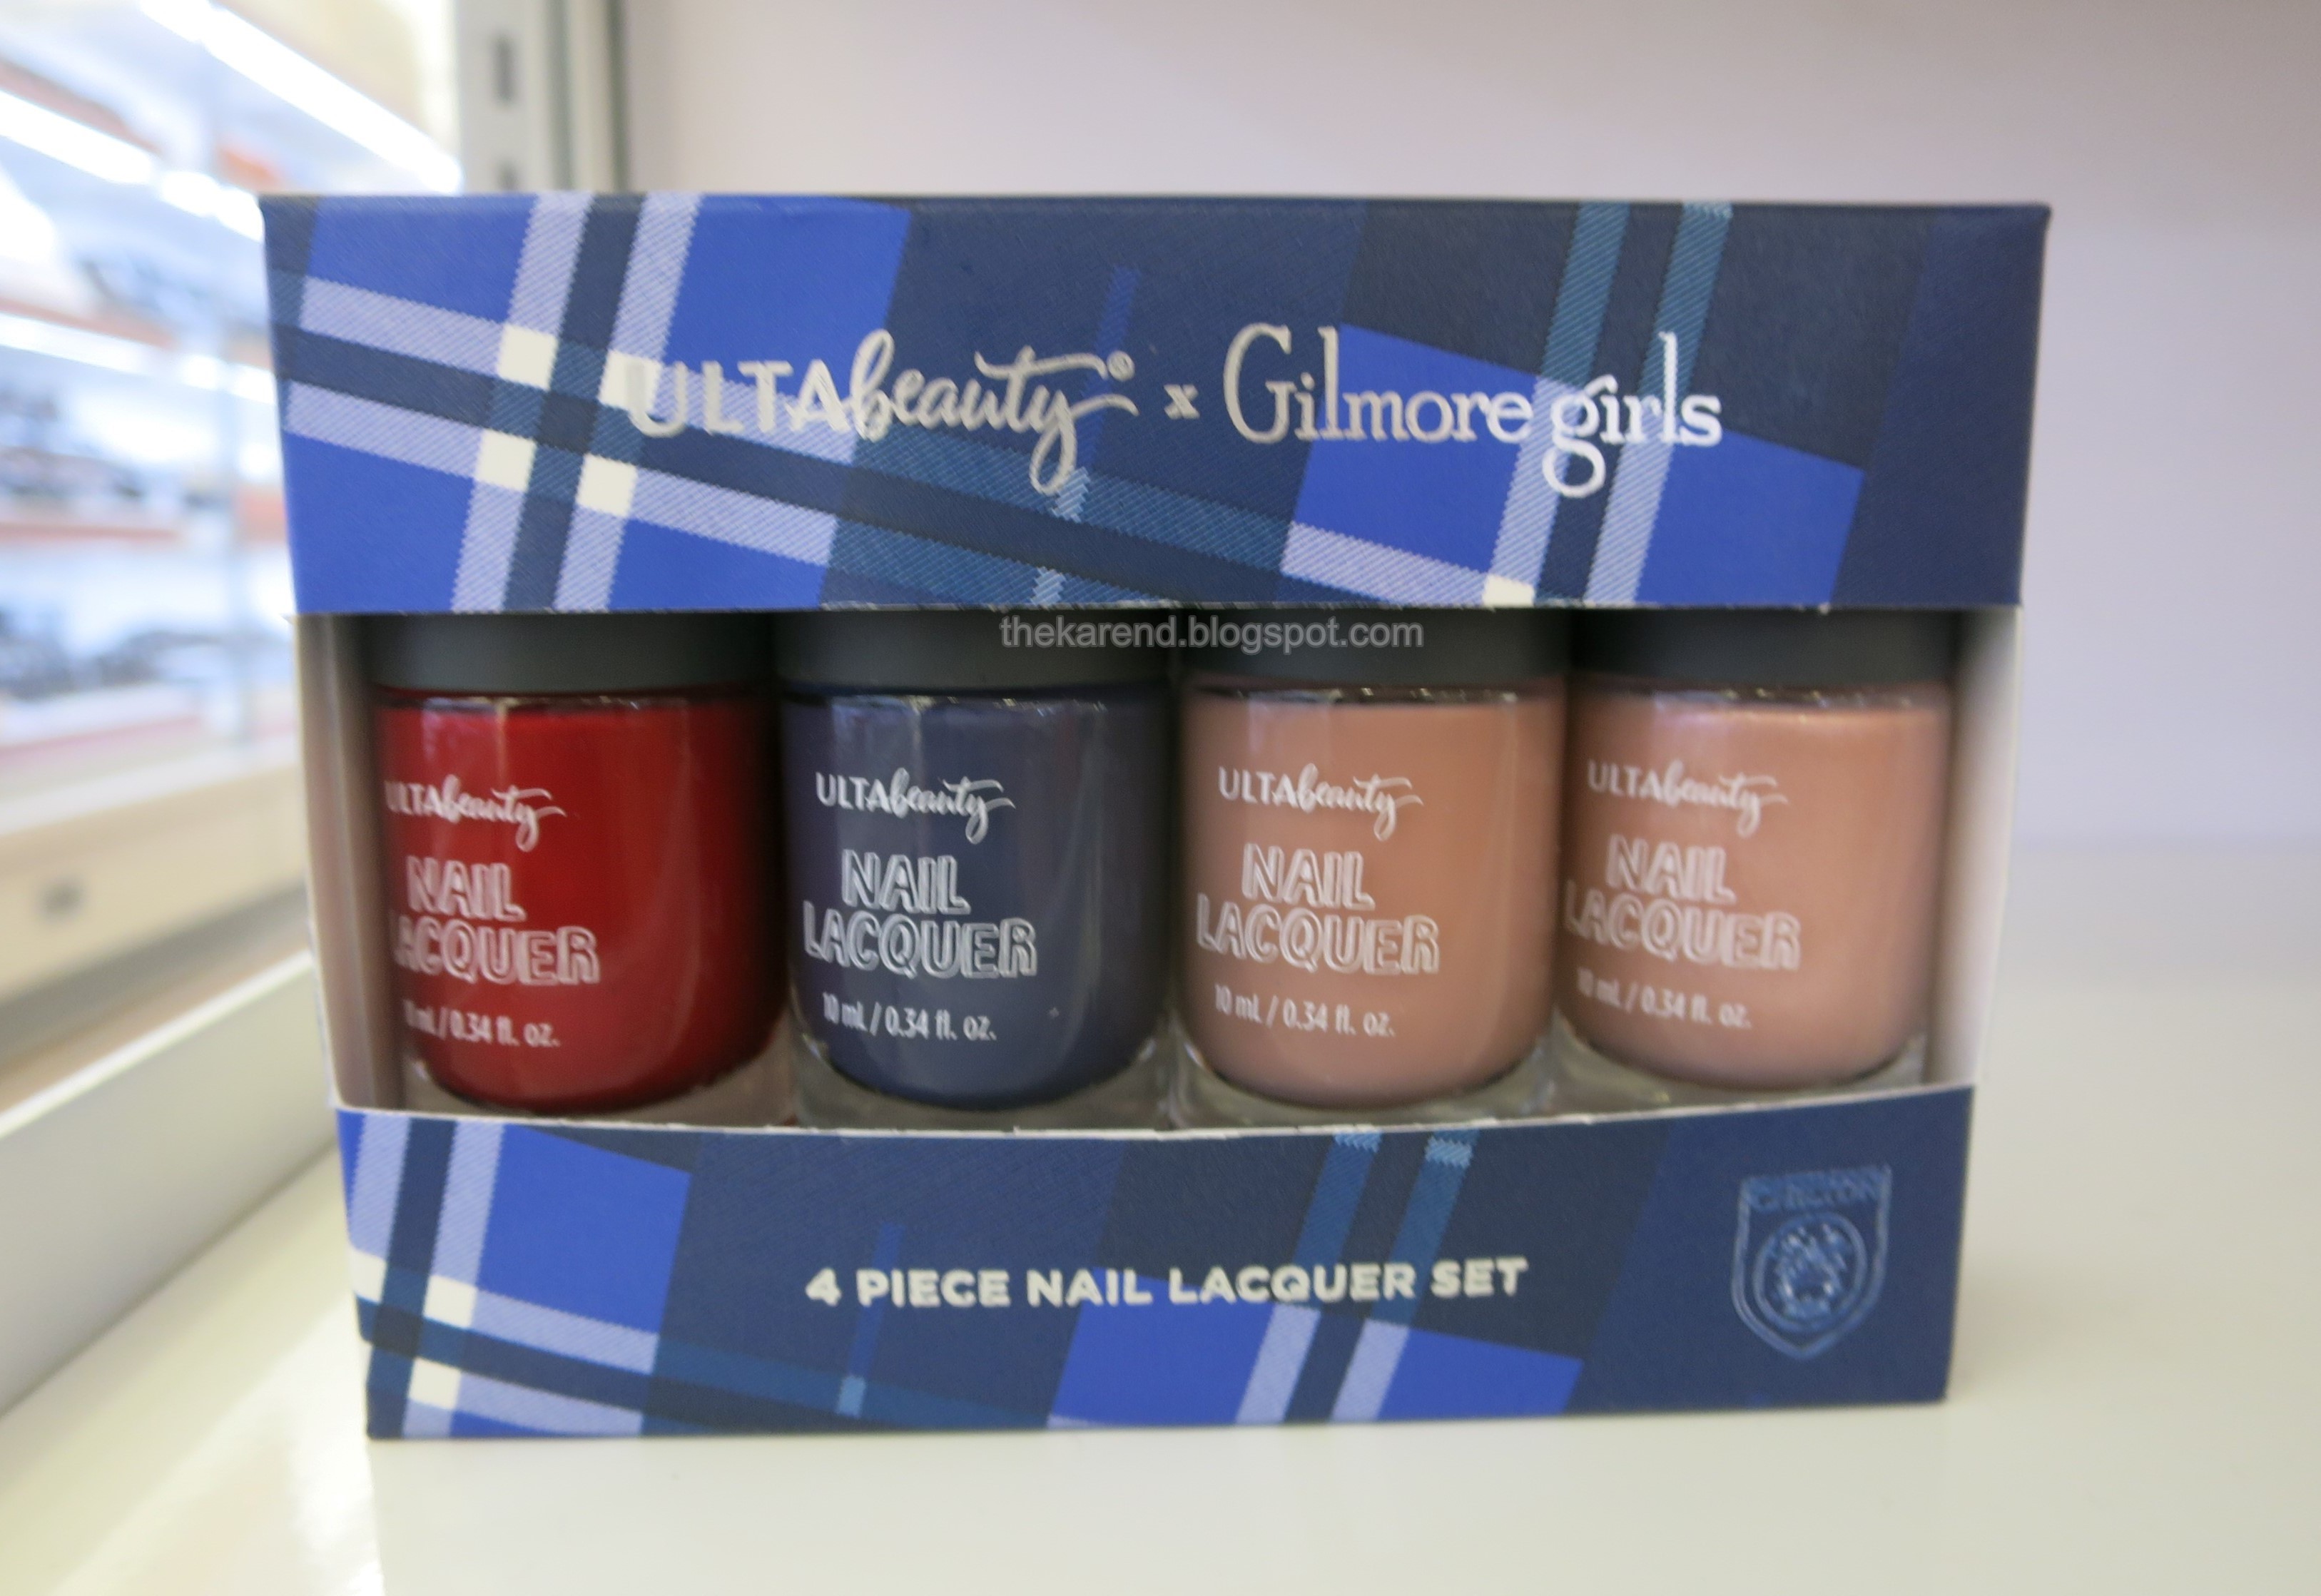 ULTAbeauty® x Gilmore girls
thekarend.blogspot.com
ULTAbeauty
NAIL
LACQUER
10 mL / 0.34 fl. oz.
ULTAbeauty
NAIL
LACQUER
10 mL / 0.34 fl. oz.
ULTAbeauty
NAIL
LACQUER
10 mL / 0.34 fl. oz.
ULTAbeauty
NAIL
LACQUER
10 mL / 0.34 fl. oz.
4 PIECE NAIL LACQUER SET
CHILTON